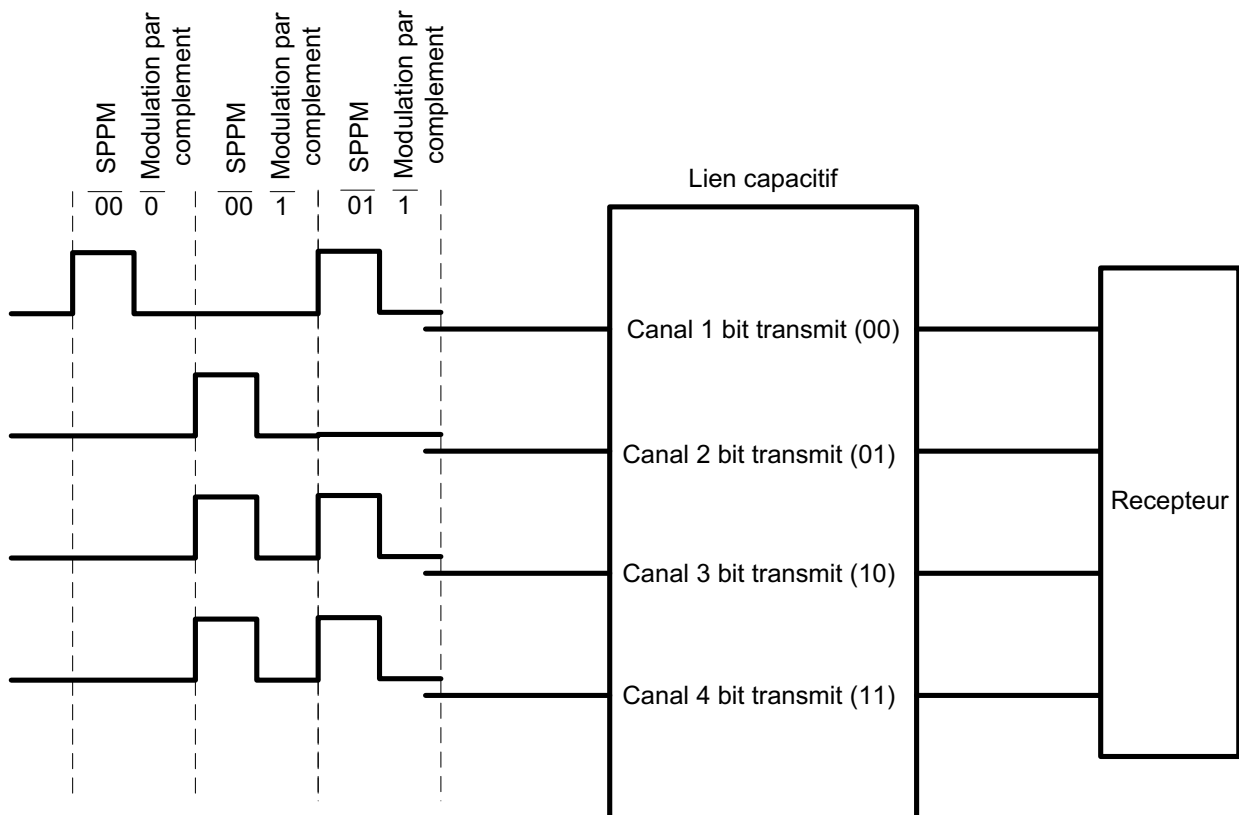 SPPM
Modulation par
complement
SPPM
Modulation par
complement
SPPM
Modulation par
complement
00 0 00 1 01 1
Lien capacitif
Canal 1 bit transmit (00)
Canal 2 bit transmit (01)
Canal 3 bit transmit (10)
Canal 4 bit transmit (11)
Recepteur